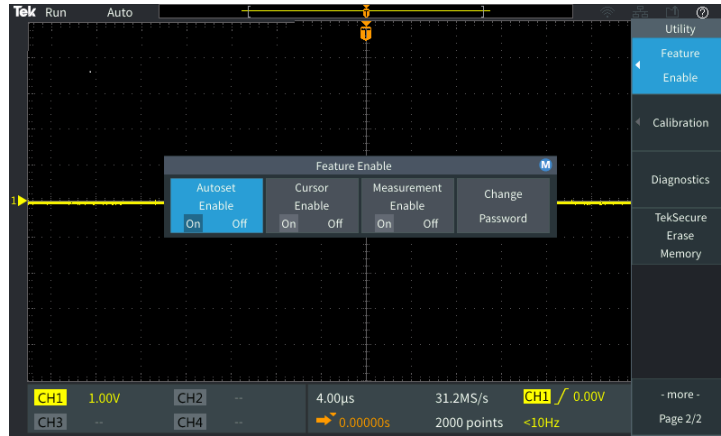 Tek Run Auto
T
T
?
Utility
Feature
Enable
Calibration
Diagnostics
TekSecure
Erase
Memory
- more -
Page 2/2
1
Feature Enable M
Autoset
Enable
On Off
Cursor
Enable
On Off
Measurement
Enable
On Off
Change
Password
CH1 1.00V CH2 --
CH3 -- CH4 --
4.00µs 31.2MS/s CH1 0.00V
0.00000s 2000 points <10Hz